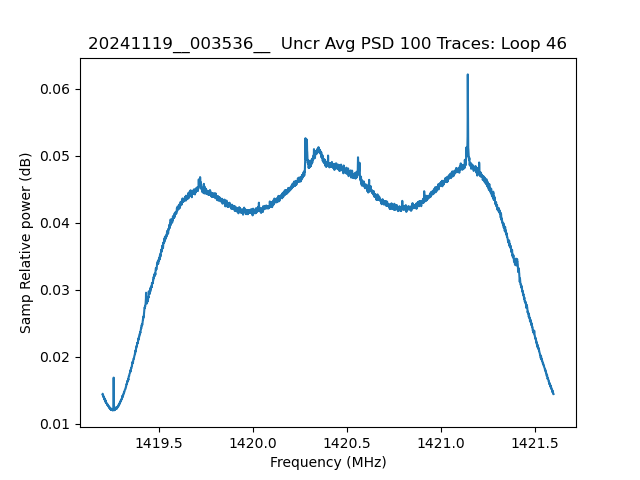 20241119__003536__  Uncr Avg PSD 100 Traces: Loop 46
Samp Relative power (dB)
0.06
0.05
0.04
0.03
0.02
0.01
1419.5 1420.0 1420.5 1421.0 1421.5
Frequency (MHz)